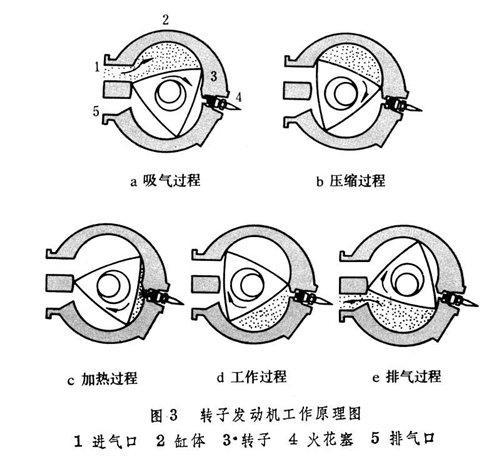 2
1
3
4
5
a 吸气过程
b 压缩过程
c 加热过程
d 工作过程
e 排气过程
图 3 转子发动机工作原理图
1 进气口 2 缸体 3·转子 4 火花塞 5 排气口